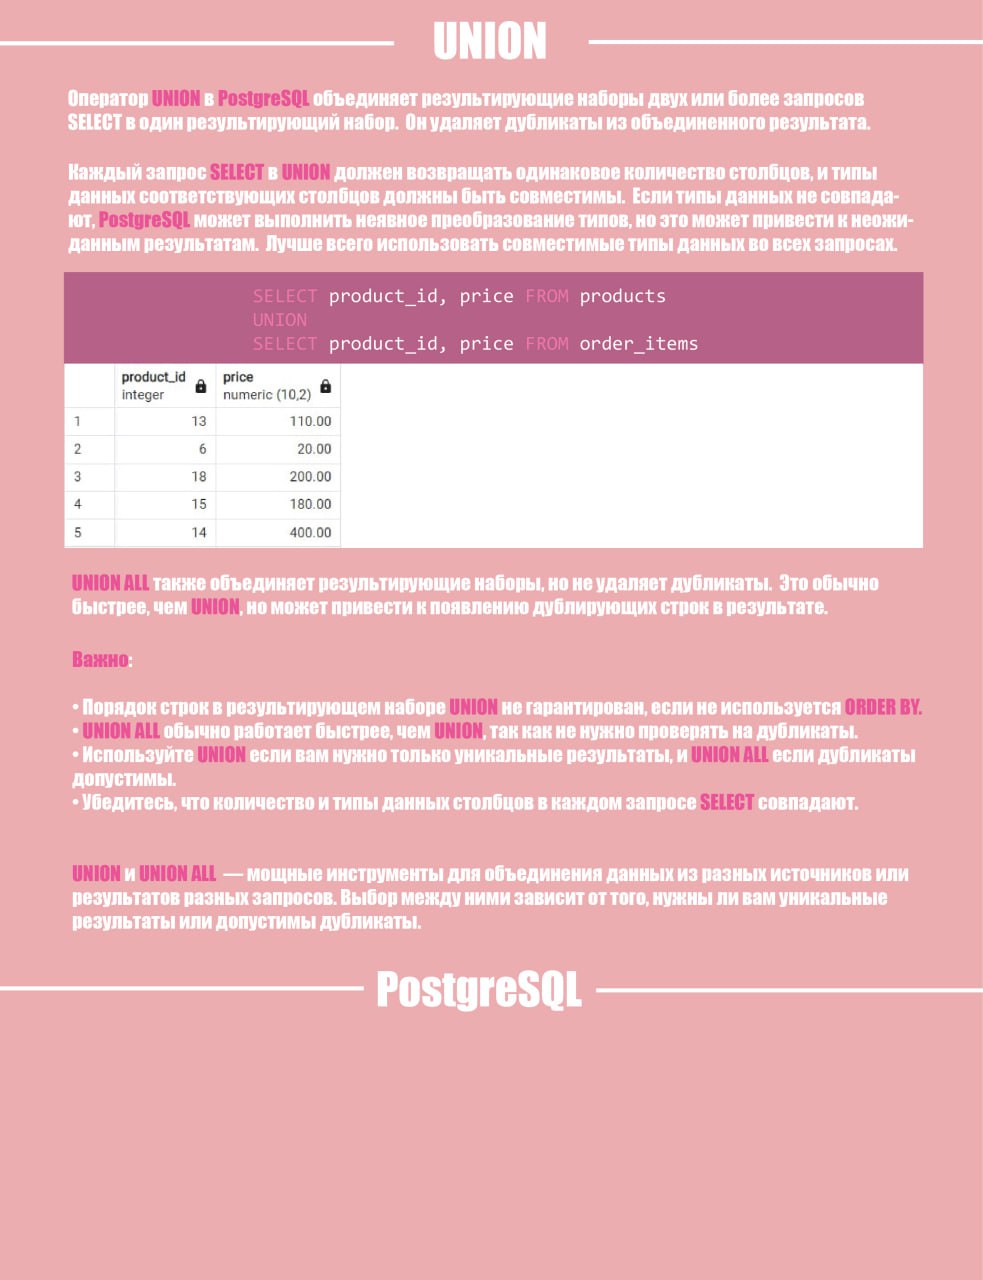 UNION
Оператор UNION в PostgreSQL объединяет результирующие наборы двух или более запросов
SELECT в один результирующий набор. Он удаляет дубликаты из объединенного результата.
Каждый запрос SELECT в UNION должен возвращать одинаковое количество столбцов, и типы
данных соответствующих столбцов должны быть совместимы. Если типы данных не совпада-
ют, PostgreSQL может выполнить неявное преобразование типов, но это может привести к неожи-
данным результатам. Лучше всего использовать совместимые типы данных во всех запросах.
SELECT product_id, price FROM products
UNION
SELECT product_id, price FROM order_items
product_id price
integer numeric (10,2)
1 13 110.00
2 6 20.00
3 18 200.00
4 15 180.00
5 14 400.00
UNION ALL также объединяет результирующие наборы, но не удаляет дубликаты. Это обычно
быстрее, чем UNION, но может привести к появлению дублирующих строк в результате.
Важно:
• Порядок строк в результирующем наборе UNION не гарантирован, если не используется ORDER BY.
• UNION ALL обычно работает быстрее, чем UNION, так как не нужно проверять на дубликаты.
• Используйте UNION если вам нужно только уникальные результаты, и UNION ALL если дубликаты
допустимы.
• Убедитесь, что количество и типы данных столбцов в каждом запросе SELECT совпадают.
UNION и UNION ALL — мощные инструменты для объединения данных из разных источников или
результатов разных запросов. Выбор между ними зависит от того, нужны ли вам уникальные
результаты или допустимы дубликаты.
PostgreSQL